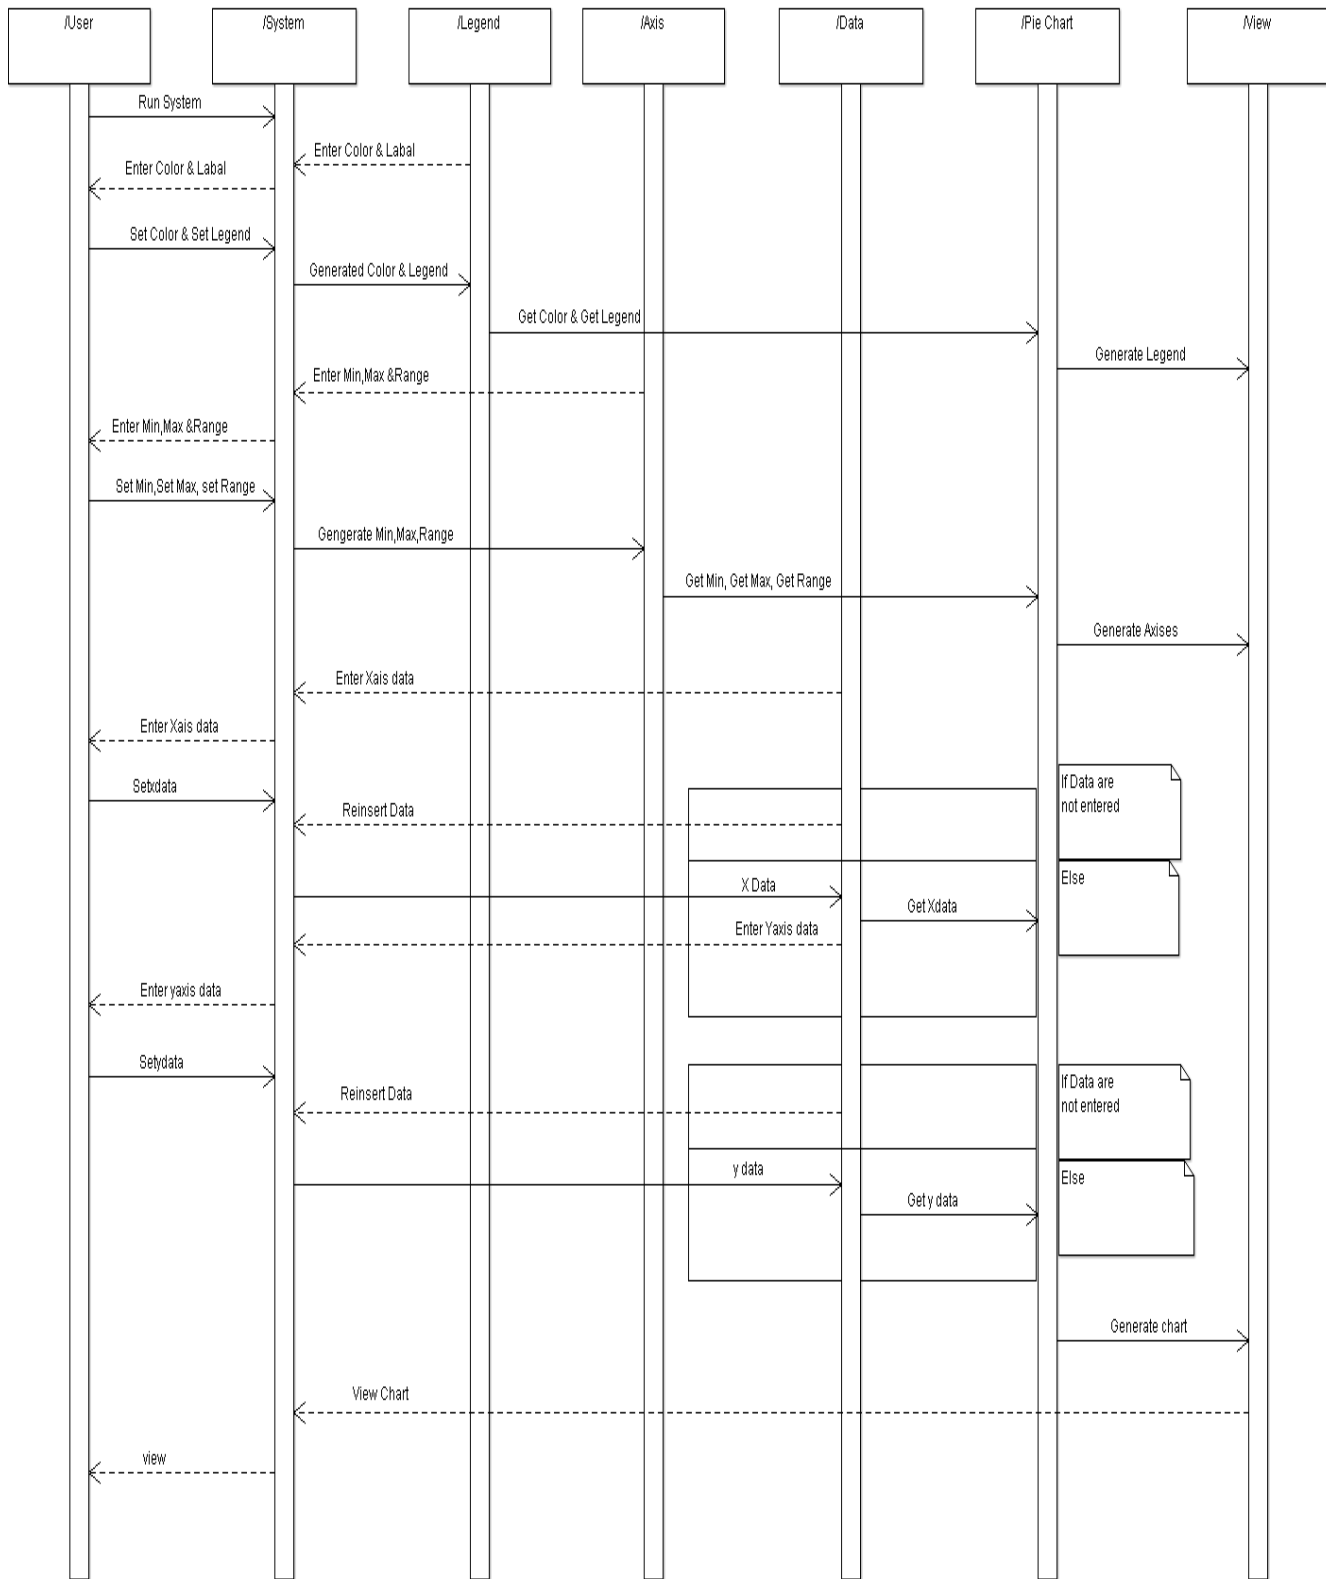 /User
/System
/Legend
/Axis
/Data
/Pie Chart
/View
Run System
Enter Color & Labal
Enter Color & Labal
Set Color & Set Legend
Generated Color & Legend
Get Color & Get Legend
Generate Legend
Enter Min,Max &Range
Enter Min,Max &Range
Set Min,Set Max, set Range
Gengerate Min,Max,Range
Get Min, Get Max, Get Range
Generate Axises
Enter Xais data
Enter Xais data
Setxdata
If Data are
not entered
Reinsert Data
Else
X Data
Get Xdata
Enter Yaxis data
Enter yaxis data
Setydata
If Data are
not entered
Reinsert Data
y data
Else
Get y data
Generate chart
View Chart
view